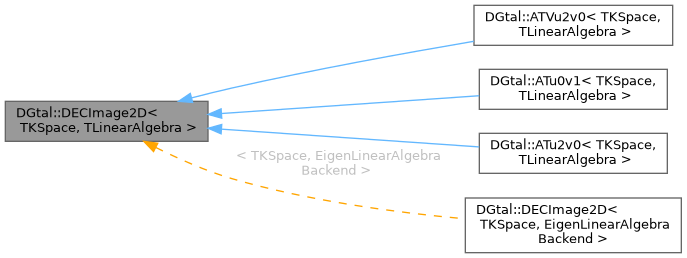 DGtal::ATVu2v0< TKSpace,
TLinearAlgebra >
DGtal::ATu0v1< TKSpace,
TLinearAlgebra >
DGtal::DECImage2D<
TKSpace, TLinearAlgebra >
DGtal::ATu2v0< TKSpace,
TLinearAlgebra >
< TKSpace, EigenLinearAlgebra
Backend >
DGtal::DECImage2D<
TKSpace, EigenLinearAlgebra
Backend >